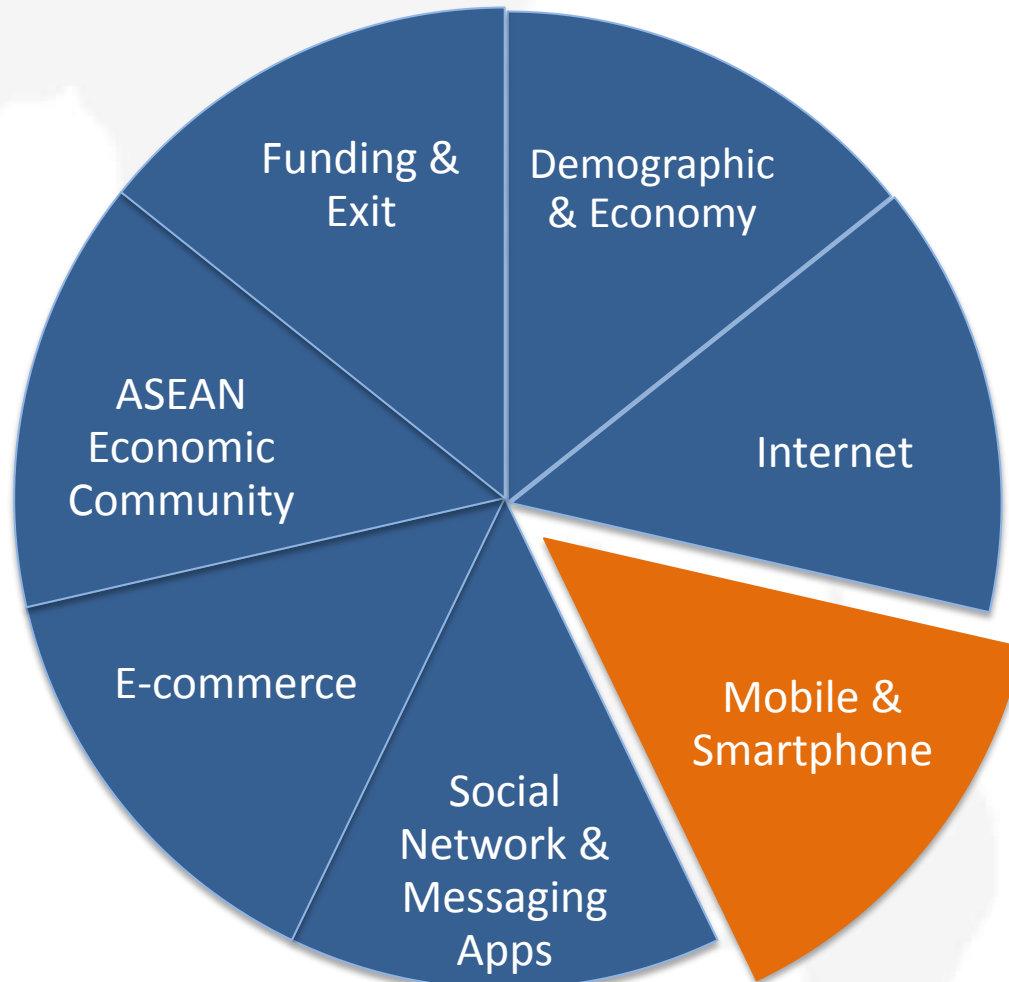 Funding &
Exit
Demographic
& Economy
ASEAN
Economic
Community
Internet
E-commerce
Mobile &
Smartphone
Social
Network &
Messaging
Apps